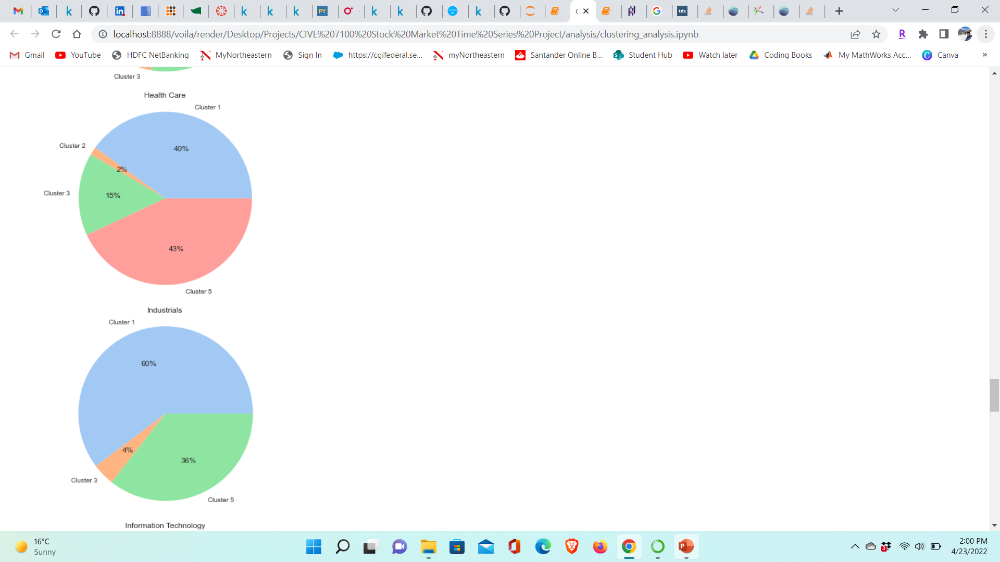 PY
tds
localhost:8888/voila/render/Desktop/Projects/CIVE%207100%20Stock%20Market%20Time%20Series%20Project/analysis/clustering_analysis.ipynb
R
Gmail YouTube HDFC NetBanking MyNortheastern Sign In https://cgifederal.se... myNortheastern Santander Online B... Student Hub Watch later Coding Books My MathWorks Acc... Canva »
Cluster 3
Health Care
Cluster 1
Cluster 2
40%
2%
Cluster 3
15%
43%
Cluster 5
Industrials
Cluster 1
60%
4%
36%
Cluster 3
Cluster 5
Information Technology
16°C
Sunny
3
2:00 PM
4/23/2022